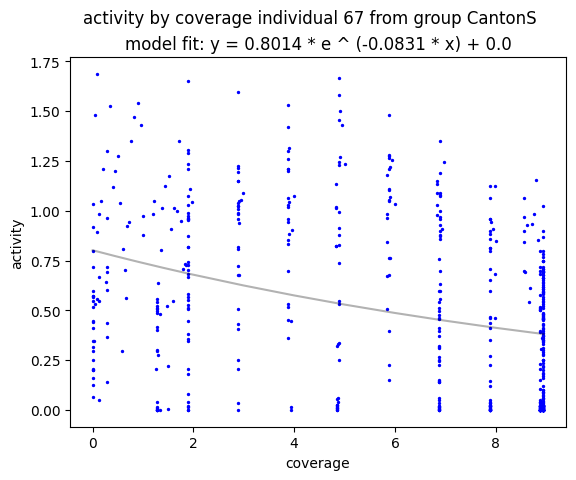 activity by coverage individual 67 from group CantonS
model fit: y = 0.8014 * e ^ (-0.0831 * x) + 0.0
1.75
1.50
1.25
1.00
0.75
0.50
0.25
0.00
activity
0 2 4 6 8
coverage